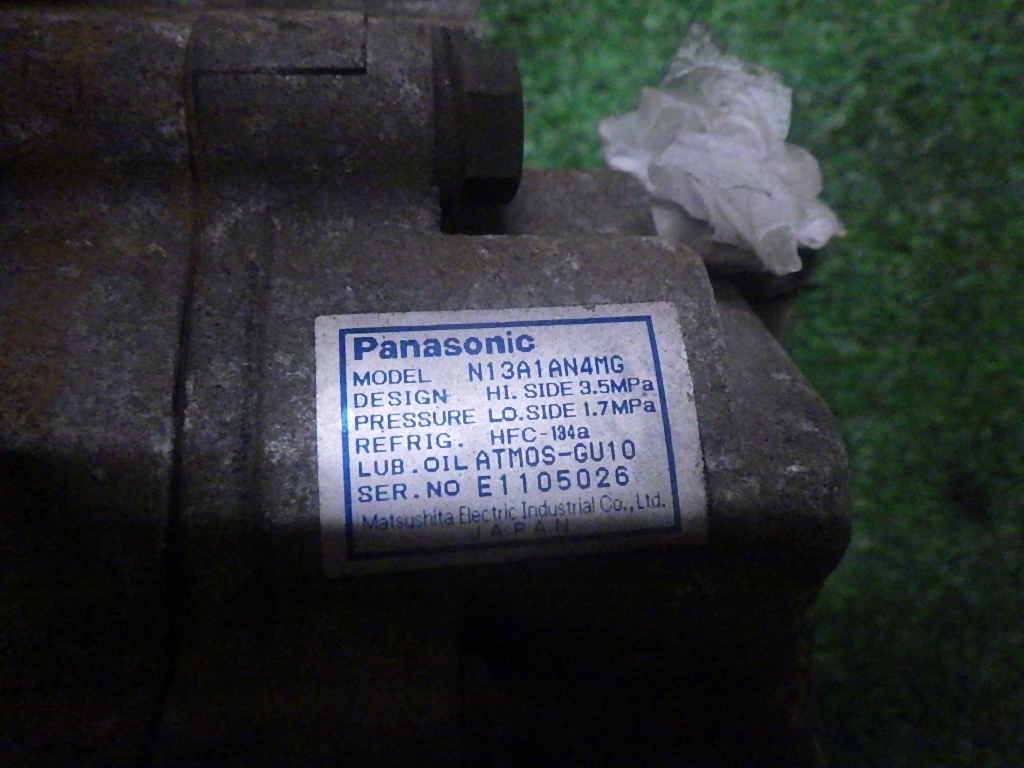 Panasonic
MODEL N13A1AN4MG
DESIGN HI. SIDE 3.5MPa
PRESSURE LO.SIDE 1.7MPa
REFRIG. HFC-134a
LUB.OIL ATMOS-GU10
SER.NO E1105026
Matsushita Electric Industrial Co.,Ltd.
JAPAN